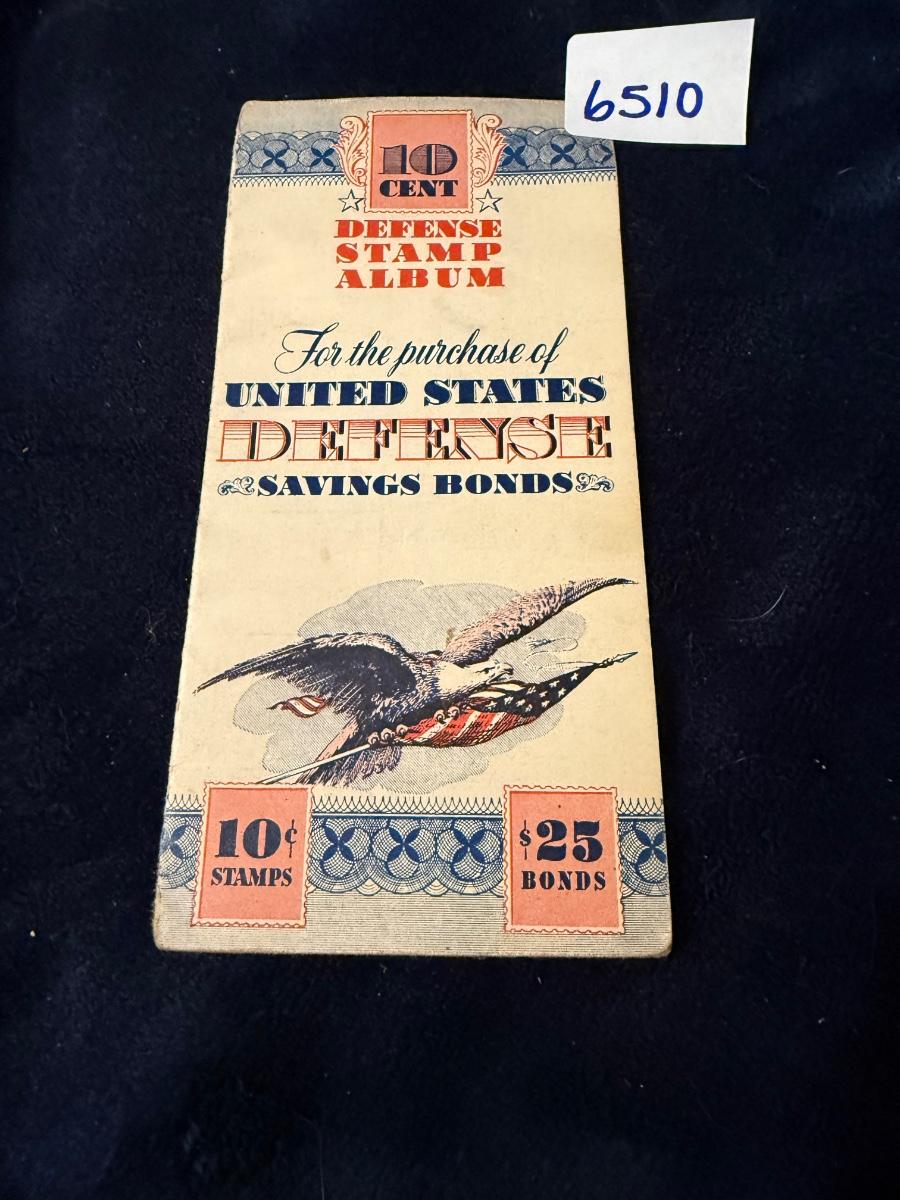 6510
10
CENT
DEFENSE
STAMP
ALBUM
For the purchase of
UNITED STATES
DEFENSE
SAVINGS BONDS
10¢
STAMPS
$25
BONDS